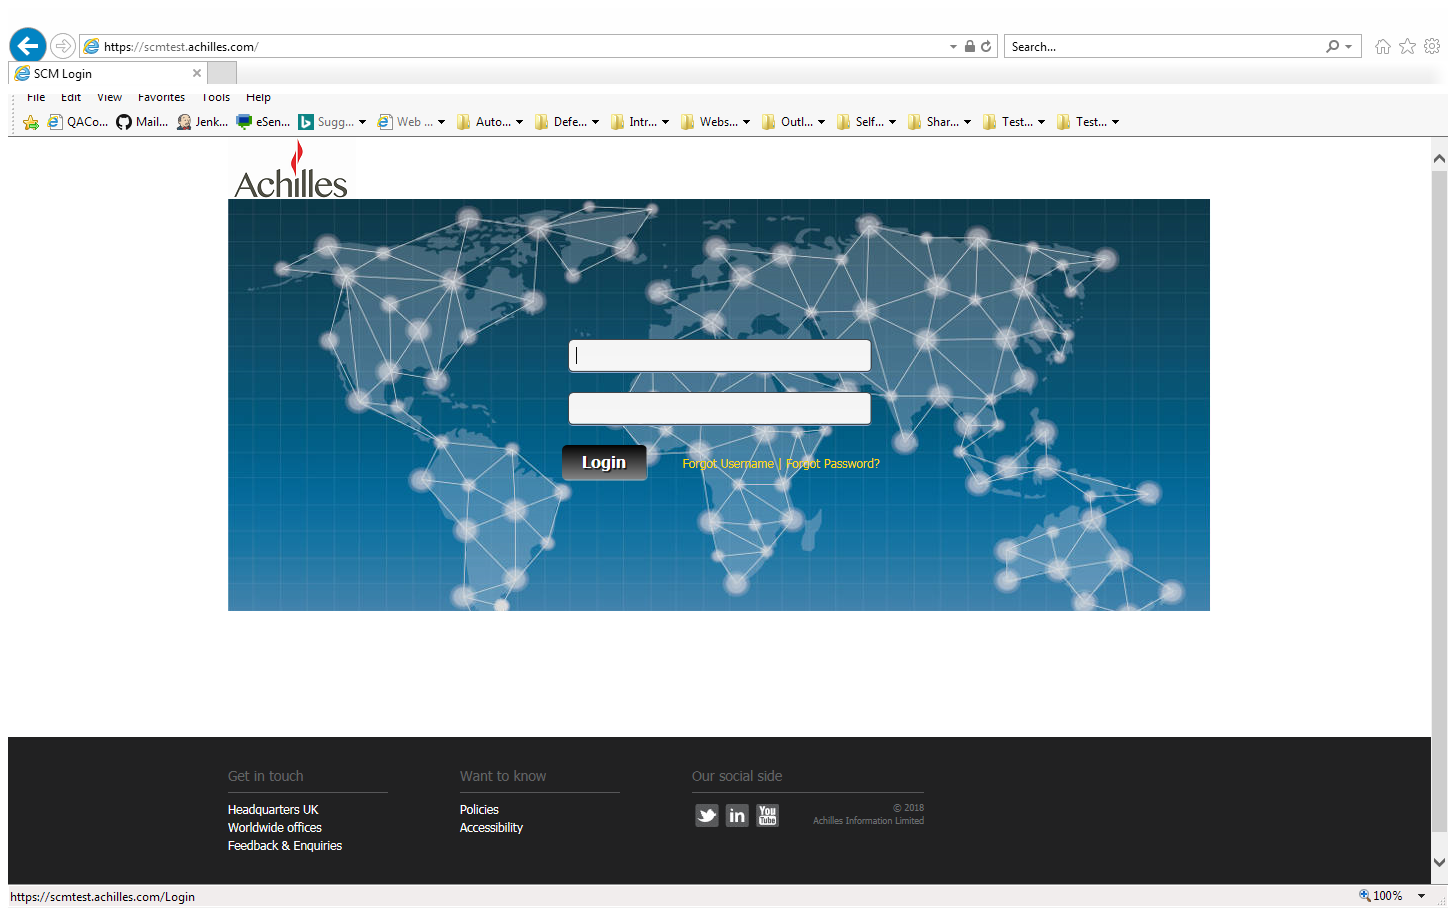 https://scmtest.achilles.com/
Search...
SCM Login
File Edit View Favorites Tools Help
QACo... Mail... Jenk... eSen... Sugg... Web ... Auto... Defe... Intr... Webs... Outl... Self... Shar... Test... Test...
Achilles
Login Forgot Username | Forgot Password?
Get in touch Want to know Our social side
Headquarters UK Policies © 2018
Worldwide offices Accessibility Achilles Information Limited
Feedback & Enquiries
You Tube
in
https://scmtest.achilles.com/Login 100%